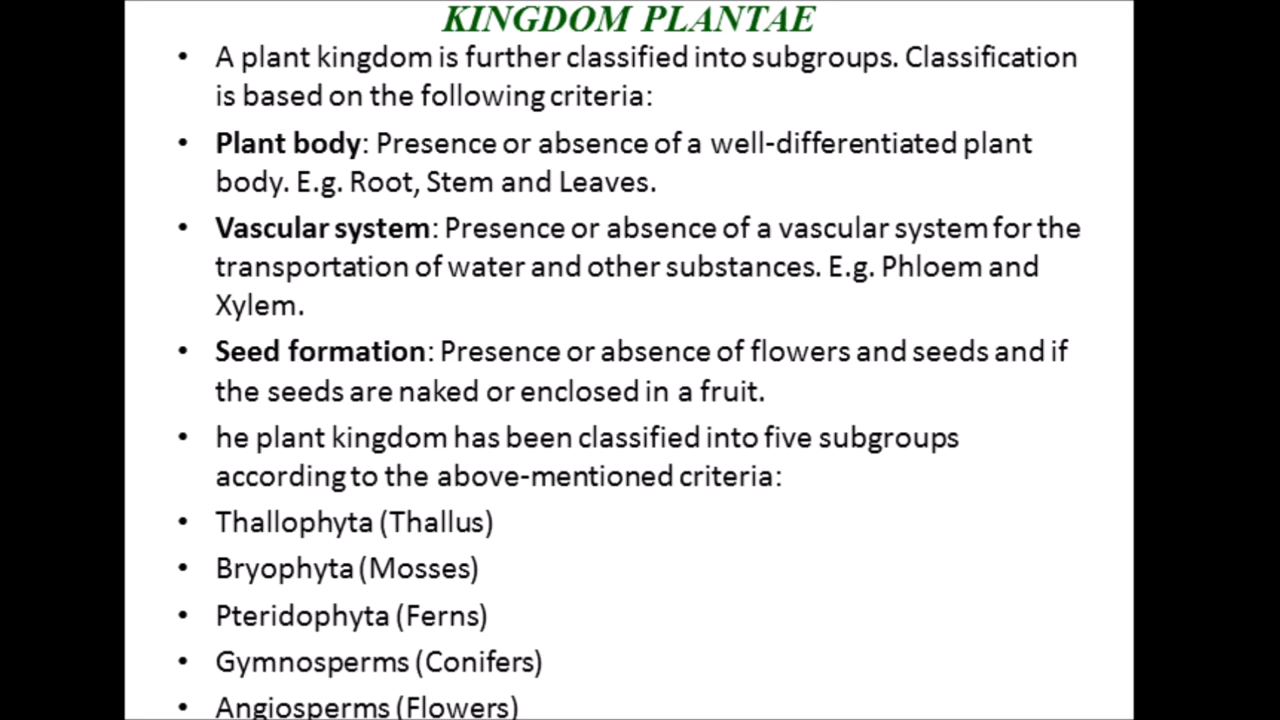 KINGDOM PLANTAE
• A plant kingdom is further classified into subgroups. Classification
is based on the following criteria:
• Plant body: Presence or absence of a well-differentiated plant
body. E.g. Root, Stem and Leaves.
• Vascular system: Presence or absence of a vascular system for the
transportation of water and other substances. E.g. Phloem and
Xylem.
• Seed formation: Presence or absence of flowers and seeds and if
the seeds are naked or enclosed in a fruit.
• he plant kingdom has been classified into five subgroups
according to the above-mentioned criteria:
• Thallophyta (Thallus)
• Bryophyta (Mosses)
• Pteridophyta (Ferns)
• Gymnosperms (Conifers)
• Angiosperms (Flowers)